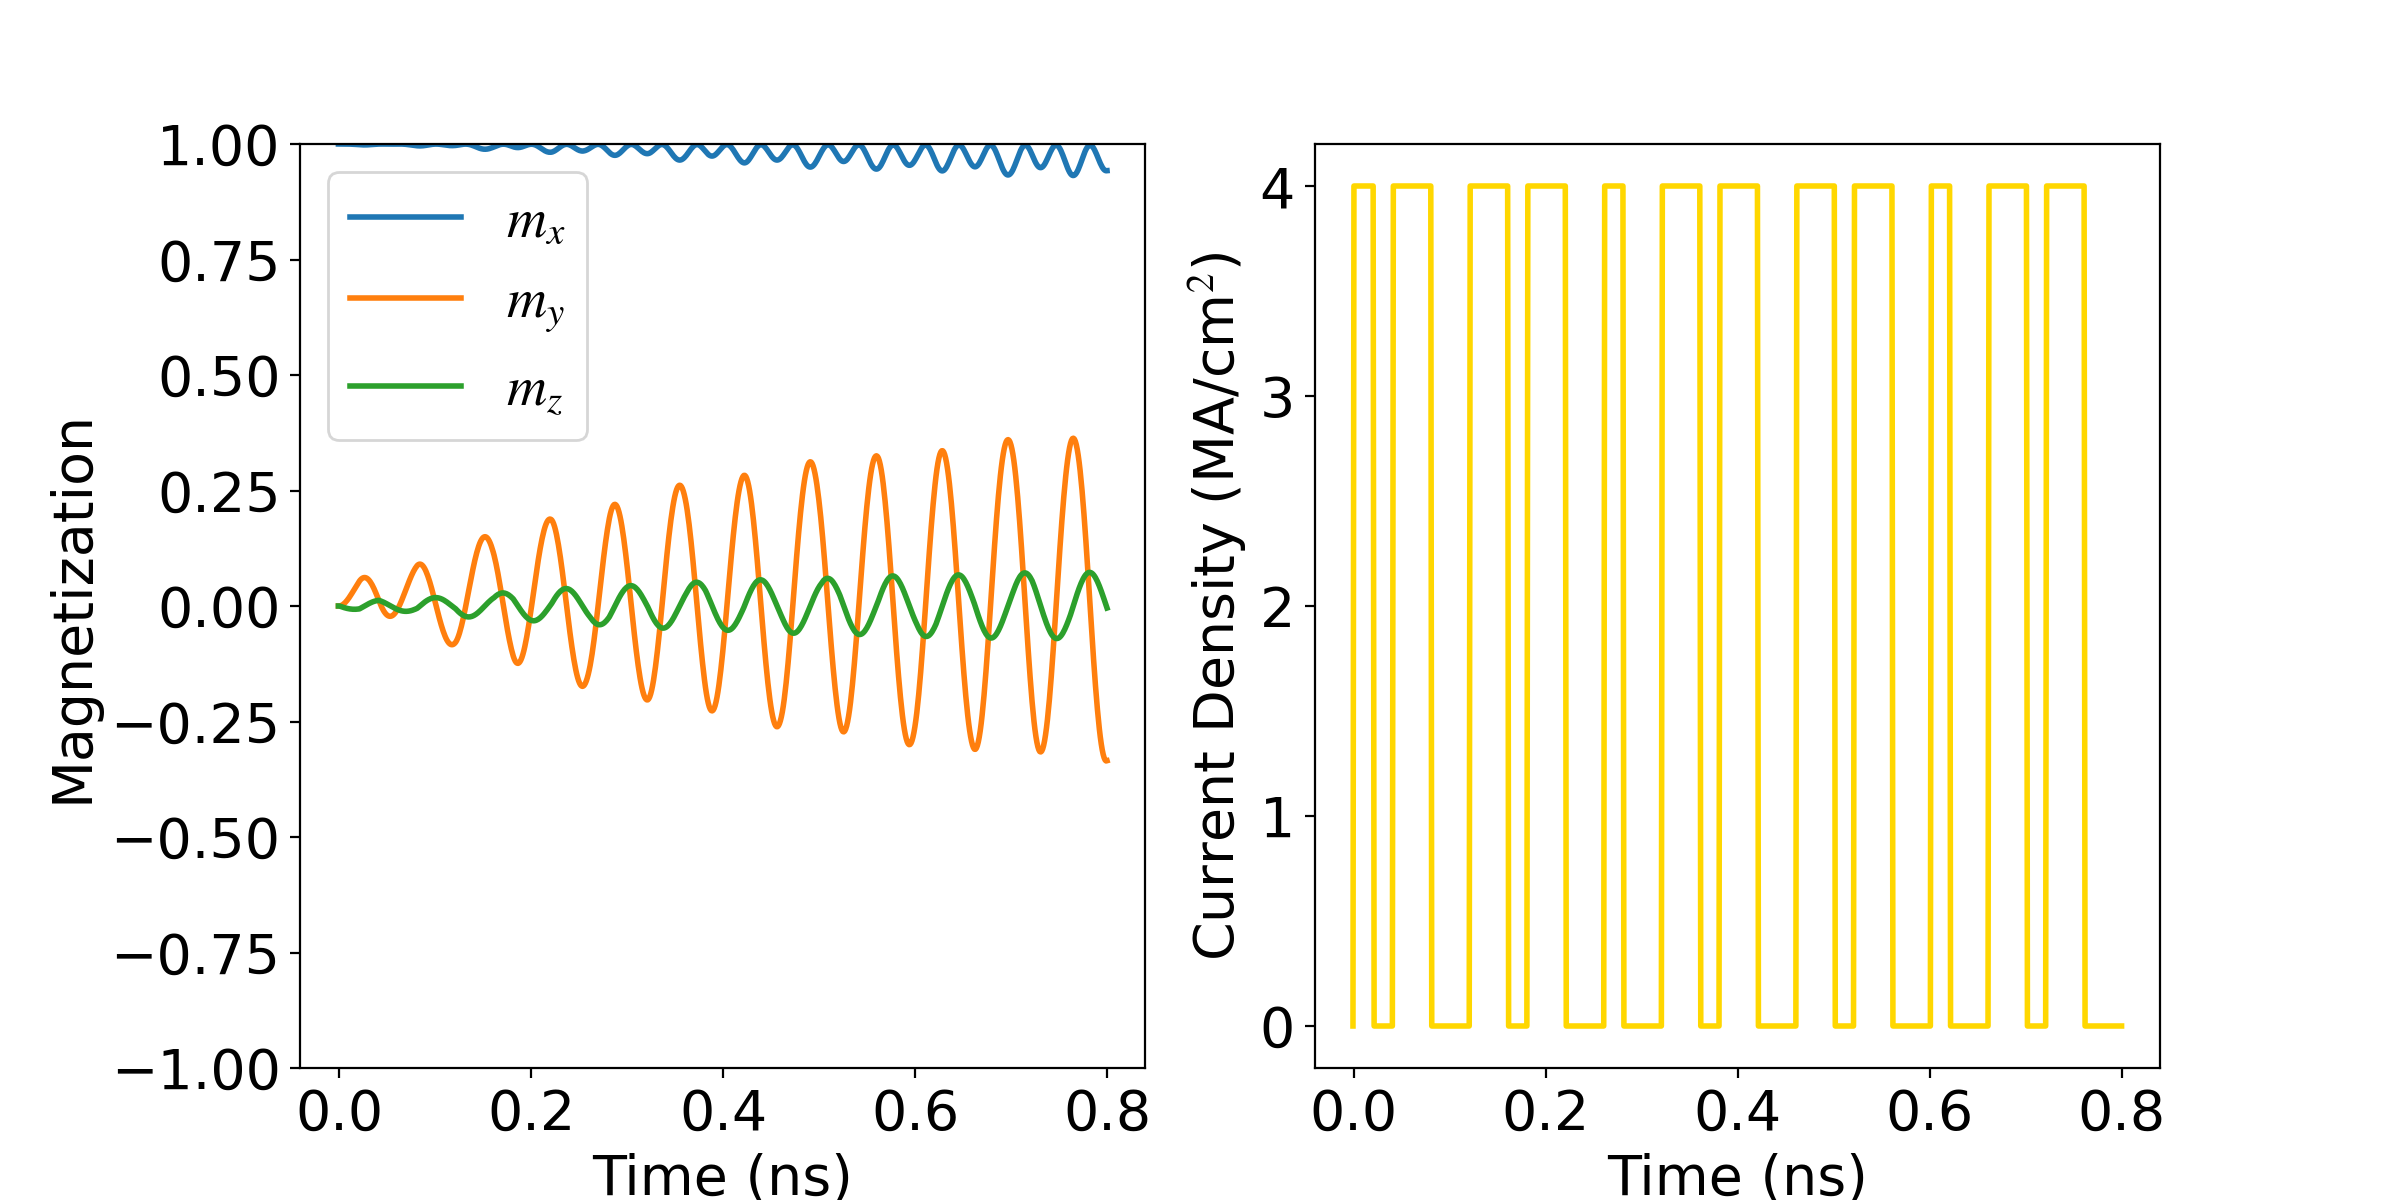 Magnetization
1.00
0.75
0.50
0.25
0.00
−0.25
−0.50
−0.75
−1.00
m_x
m_y
m_z
0.0 0.2 0.4 0.6 0.8
Time (ns)
Current Density (MA/cm²)
4
3
2
1
0
0.0 0.2 0.4 0.6 0.8
Time (ns)